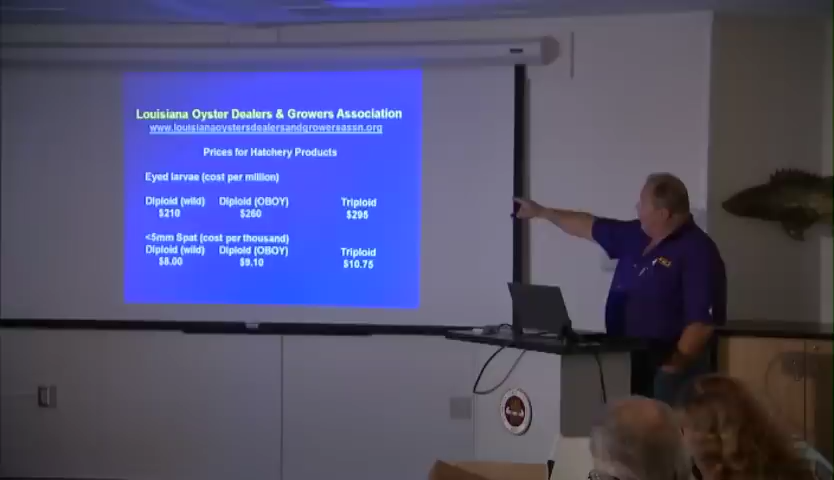 Louisiana Oyster Dealers & Growers Association
www.louisianaoystersdealersandgrowersassn.org
Prices for Hatchery Products
Eyed larvae (cost per million)
Diploid (wild) Diploid (OBOY) Triploid
$210 $260 $295
<5mm Spat (cost per thousand)
Diploid (wild) Diploid (OBOY) Triploid
$8.00 $9.10 $10.75